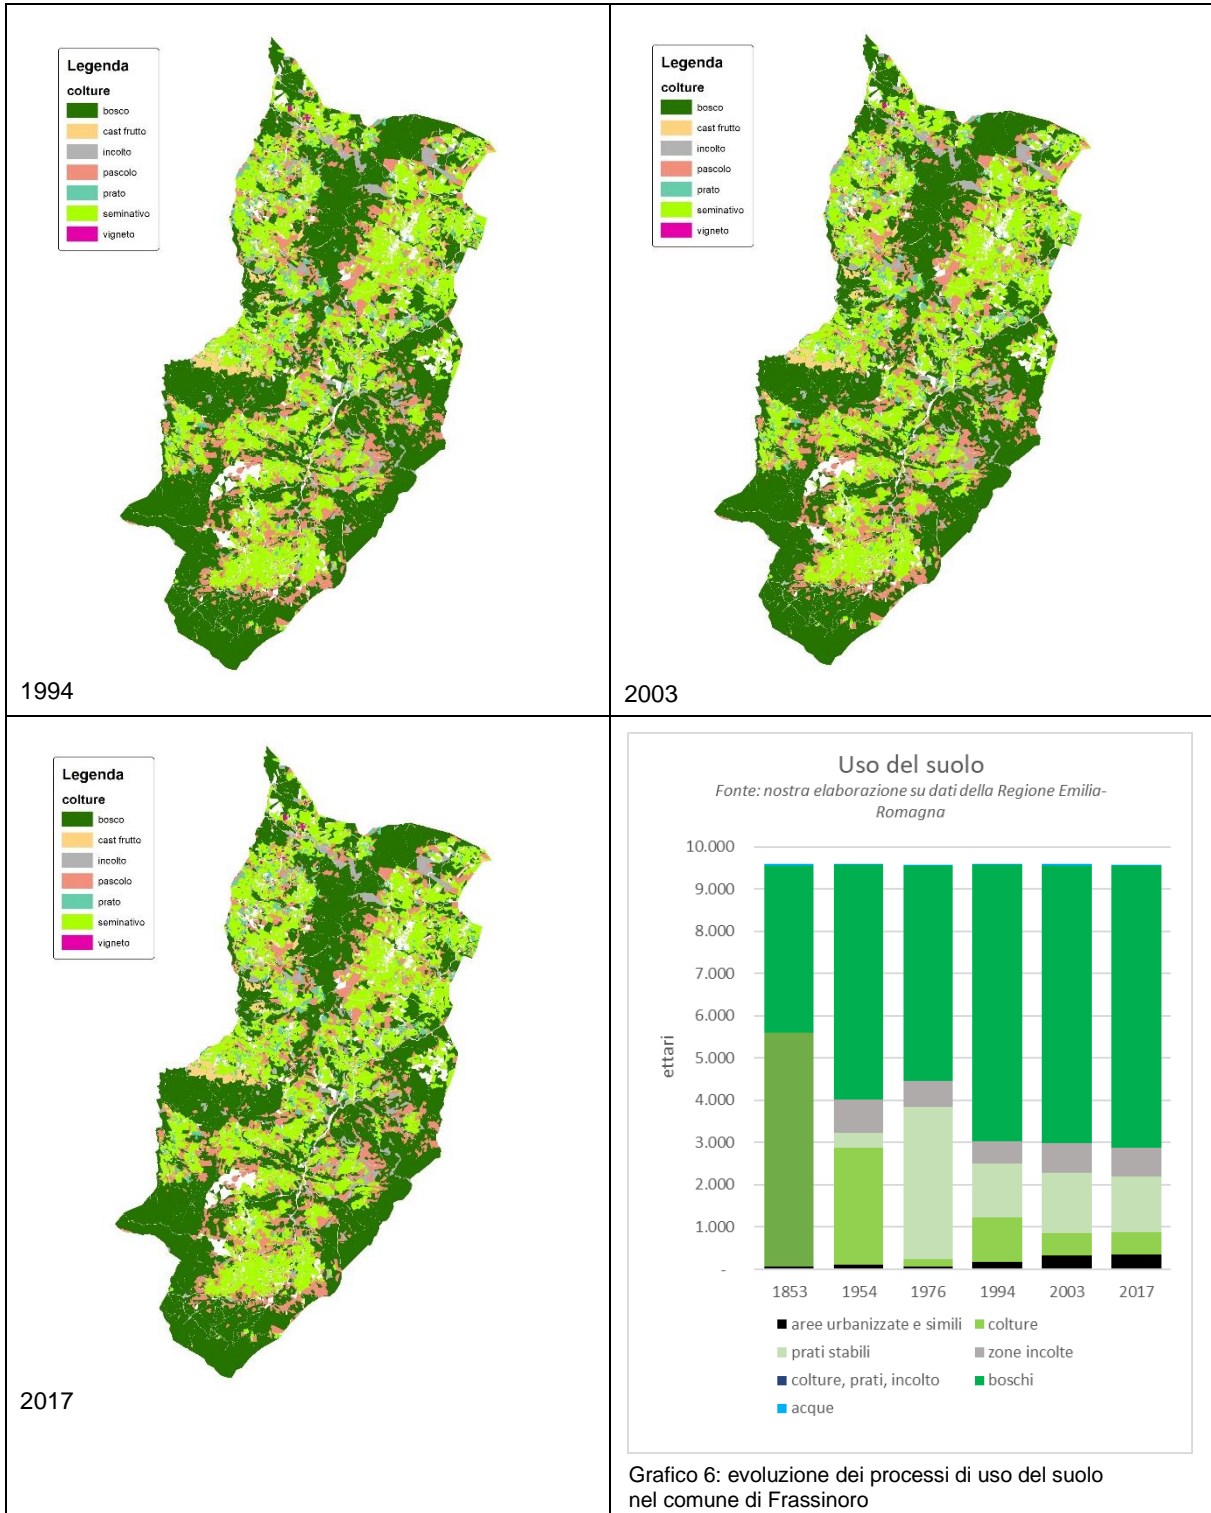 Legenda
colture
bosco
cast frutto
incolto
pascolo
prato
seminativo
vigneto
1994
Legenda
colture
bosco
cast frutto
incolto
pascolo
prato
seminativo
vigneto
2003
Legenda
colture
bosco
cast frutto
incolto
pascolo
prato
seminativo
vigneto
2017
Uso del suolo
Fonte: nostra elaborazione su dati della Regione Emilia-
Romagna
10.000
9.000
8.000
7.000
6.000
5.000
4.000
3.000
2.000
1.000
-
ettari
1853 1954 1976 1994 2003 2017
aree urbanizzate e simili colture
prati stabili zone incolte
colture, prati, incolto boschi
acque
Grafico 6: evoluzione dei processi di uso del suolo
nel comune di Frassinoro